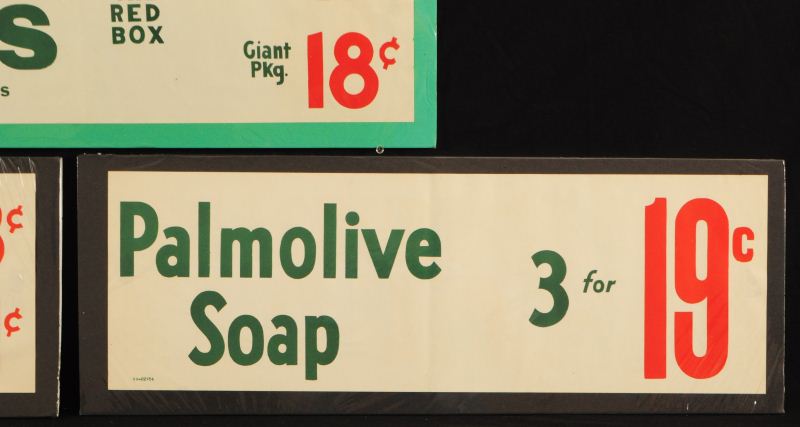 RED
BOX
s
s
Giant
PKg.
18¢
¢
¢
Palmolive
Soap
3 for
19c